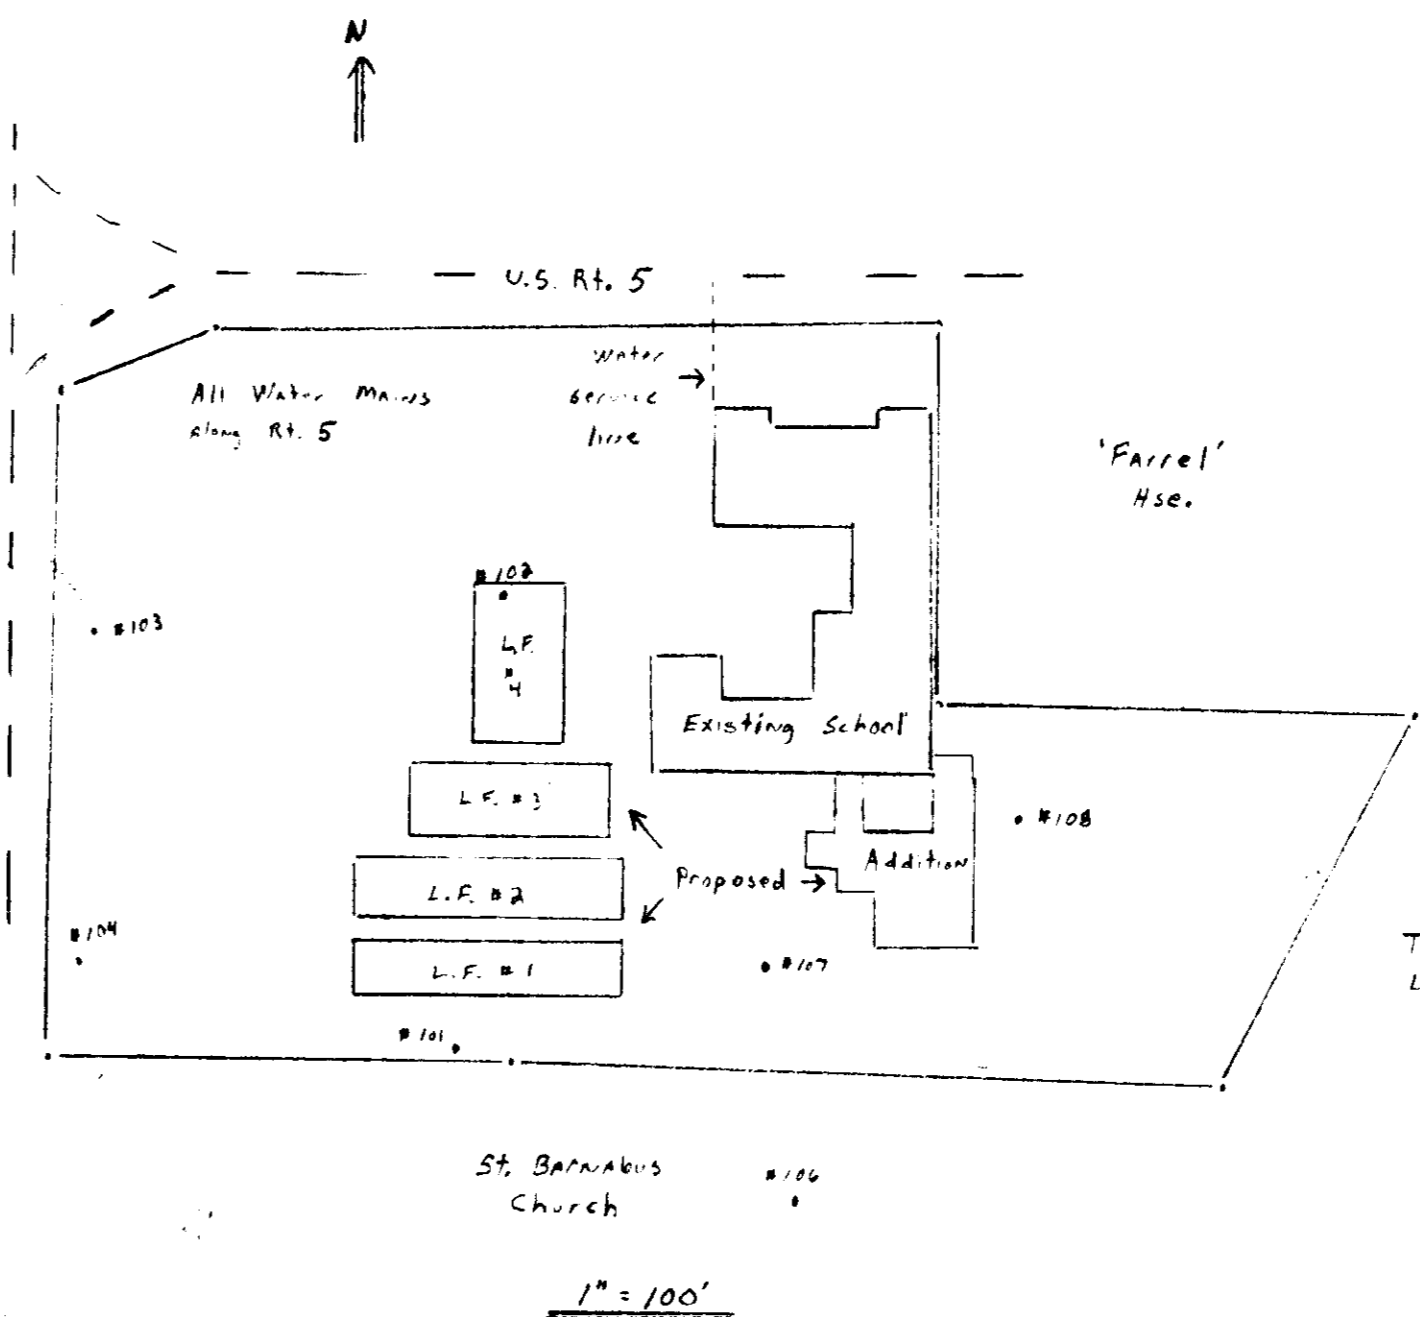 N
U.S. Rt. 5
Water
service
line
All Water Mains
along Rt. 5
'Farrel'
Hse.
#102
L.F.
#
4
#103
Existing School
L.F. #3
#108
Addition
Proposed
L.F. #2
#104
L.F. #1
#107
#101
St. Barnabus
Church
#106
1" = 100'